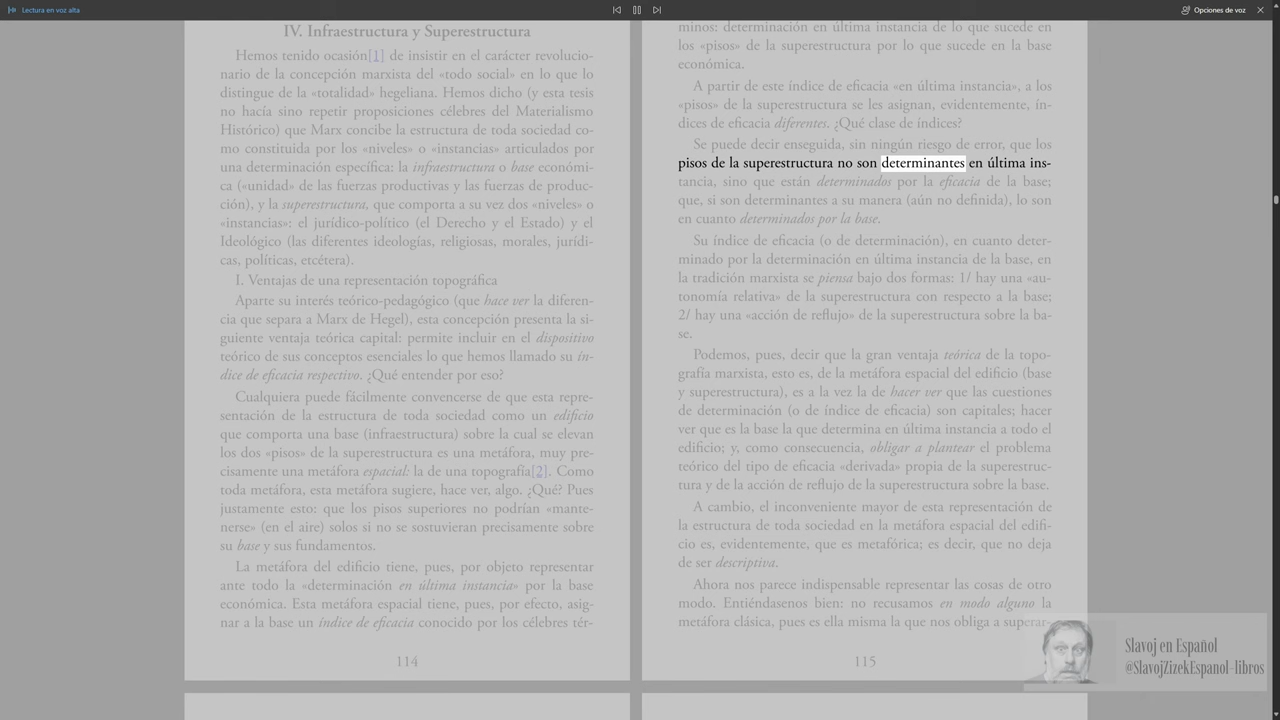 Lectura en voz alta
Opciones de voz
IV. Infraestructura y Superestructura
Hemos tenido ocasión[1] de insistir en el carácter revolucio-
nario de la concepción marxista del «todo social» en lo que lo
distingue de la «totalidad» hegeliana. Hemos dicho (y esta tesis
no hacía sino repetir proposiciones célebres del Materialismo
Histórico) que Marx concibe la estructura de toda sociedad co-
mo constituida por los «niveles» o «instancias» articulados por
una determinación específica: la infraestructura o base económi-
ca («unidad» de las fuerzas productivas y las fuerzas de produc-
ción), y la superestructura, que comporta a su vez dos «niveles» o
«instancias»: el jurídico-político (el Derecho y el Estado) y el
Ideológico (las diferentes ideologías, religiosas, morales, jurídi-
cas, políticas, etcétera).
I. Ventajas de una representación topográfica
Aparte su interés teórico-pedagógico (que hace ver la diferen-
cia que separa a Marx de Hegel), esta concepción presenta la si-
guiente ventaja teórica capital: permite incluir en el dispositivo
teórico de sus conceptos esenciales lo que hemos llamado su ín-
dice de eficacia respectivo. ¿Qué entender por eso?
Cualquiera puede fácilmente convencerse de que esta repre-
sentación de la estructura de toda sociedad como un edificio
que comporta una base (infraestructura) sobre la cual se elevan
los dos «pisos» de la superestructura es una metáfora, muy pre-
cisamente una metáfora espacial: la de una topografía[2]. Como
toda metáfora, esta metáfora sugiere, hace ver, algo. ¿Qué? Pues
justamente esto: que los pisos superiores no podrían «mante-
nerse» (en el aire) solos si no se sostuvieran precisamente sobre
su base y sus fundamentos.
La metáfora del edificio tiene, pues, por objeto representar
ante todo la «determinación en última instancia» por la base
económica. Esta metáfora espacial tiene, pues, por efecto, asig-
nar a la base un índice de eficacia conocido por los célebres tér-
114
minos: determinación en última instancia de lo que sucede en
los «pisos» de la superestructura por lo que sucede en la base
económica.
A partir de este índice de eficacia «en última instancia», a los
«pisos» de la superestructura se les asignan, evidentemente, ín-
dices de eficacia diferentes. ¿Qué clase de índices?
Se puede decir enseguida, sin ningún riesgo de error, que los
pisos de la superestructura no son determinantes en última ins-
tancia, sino que están determinados por la eficacia de la base;
que, si son determinantes a su manera (aún no definida), lo son
en cuanto determinados por la base.
Su índice de eficacia (o de determinación), en cuanto deter-
minado por la determinación en última instancia de la base, en
la tradición marxista se piensa bajo dos formas: 1/ hay una «au-
tonomía relativa» de la superestructura con respecto a la base;
2/ hay una «acción de reflujo» de la superestructura sobre la ba-
se.
Podemos, pues, decir que la gran ventaja teórica de la topo-
grafía marxista, esto es, de la metáfora espacial del edificio (base
y superestructura), es a la vez la de hacer ver que las cuestiones
de determinación (o de índice de eficacia) son capitales; hacer
ver que es la base la que determina en última instancia a todo el
edificio; y, como consecuencia, obligar a plantear el problema
teórico del tipo de eficacia «derivada» propia de la superestruc-
tura y de la acción de reflujo de la superestructura sobre la base.
A cambio, el inconveniente mayor de esta representación de
la estructura de toda sociedad en la metáfora espacial del edifi-
cio es, evidentemente, que es metafórica; es decir, que no deja
de ser descriptiva.
Ahora nos parece indispensable representar las cosas de otro
modo. Entiéndasenos bien: no recusamos en modo alguno la
metáfora clásica, pues es ella misma la que nos obliga a superar-
115
Slavoj en Español
@SlavojZizekEspanol-libros